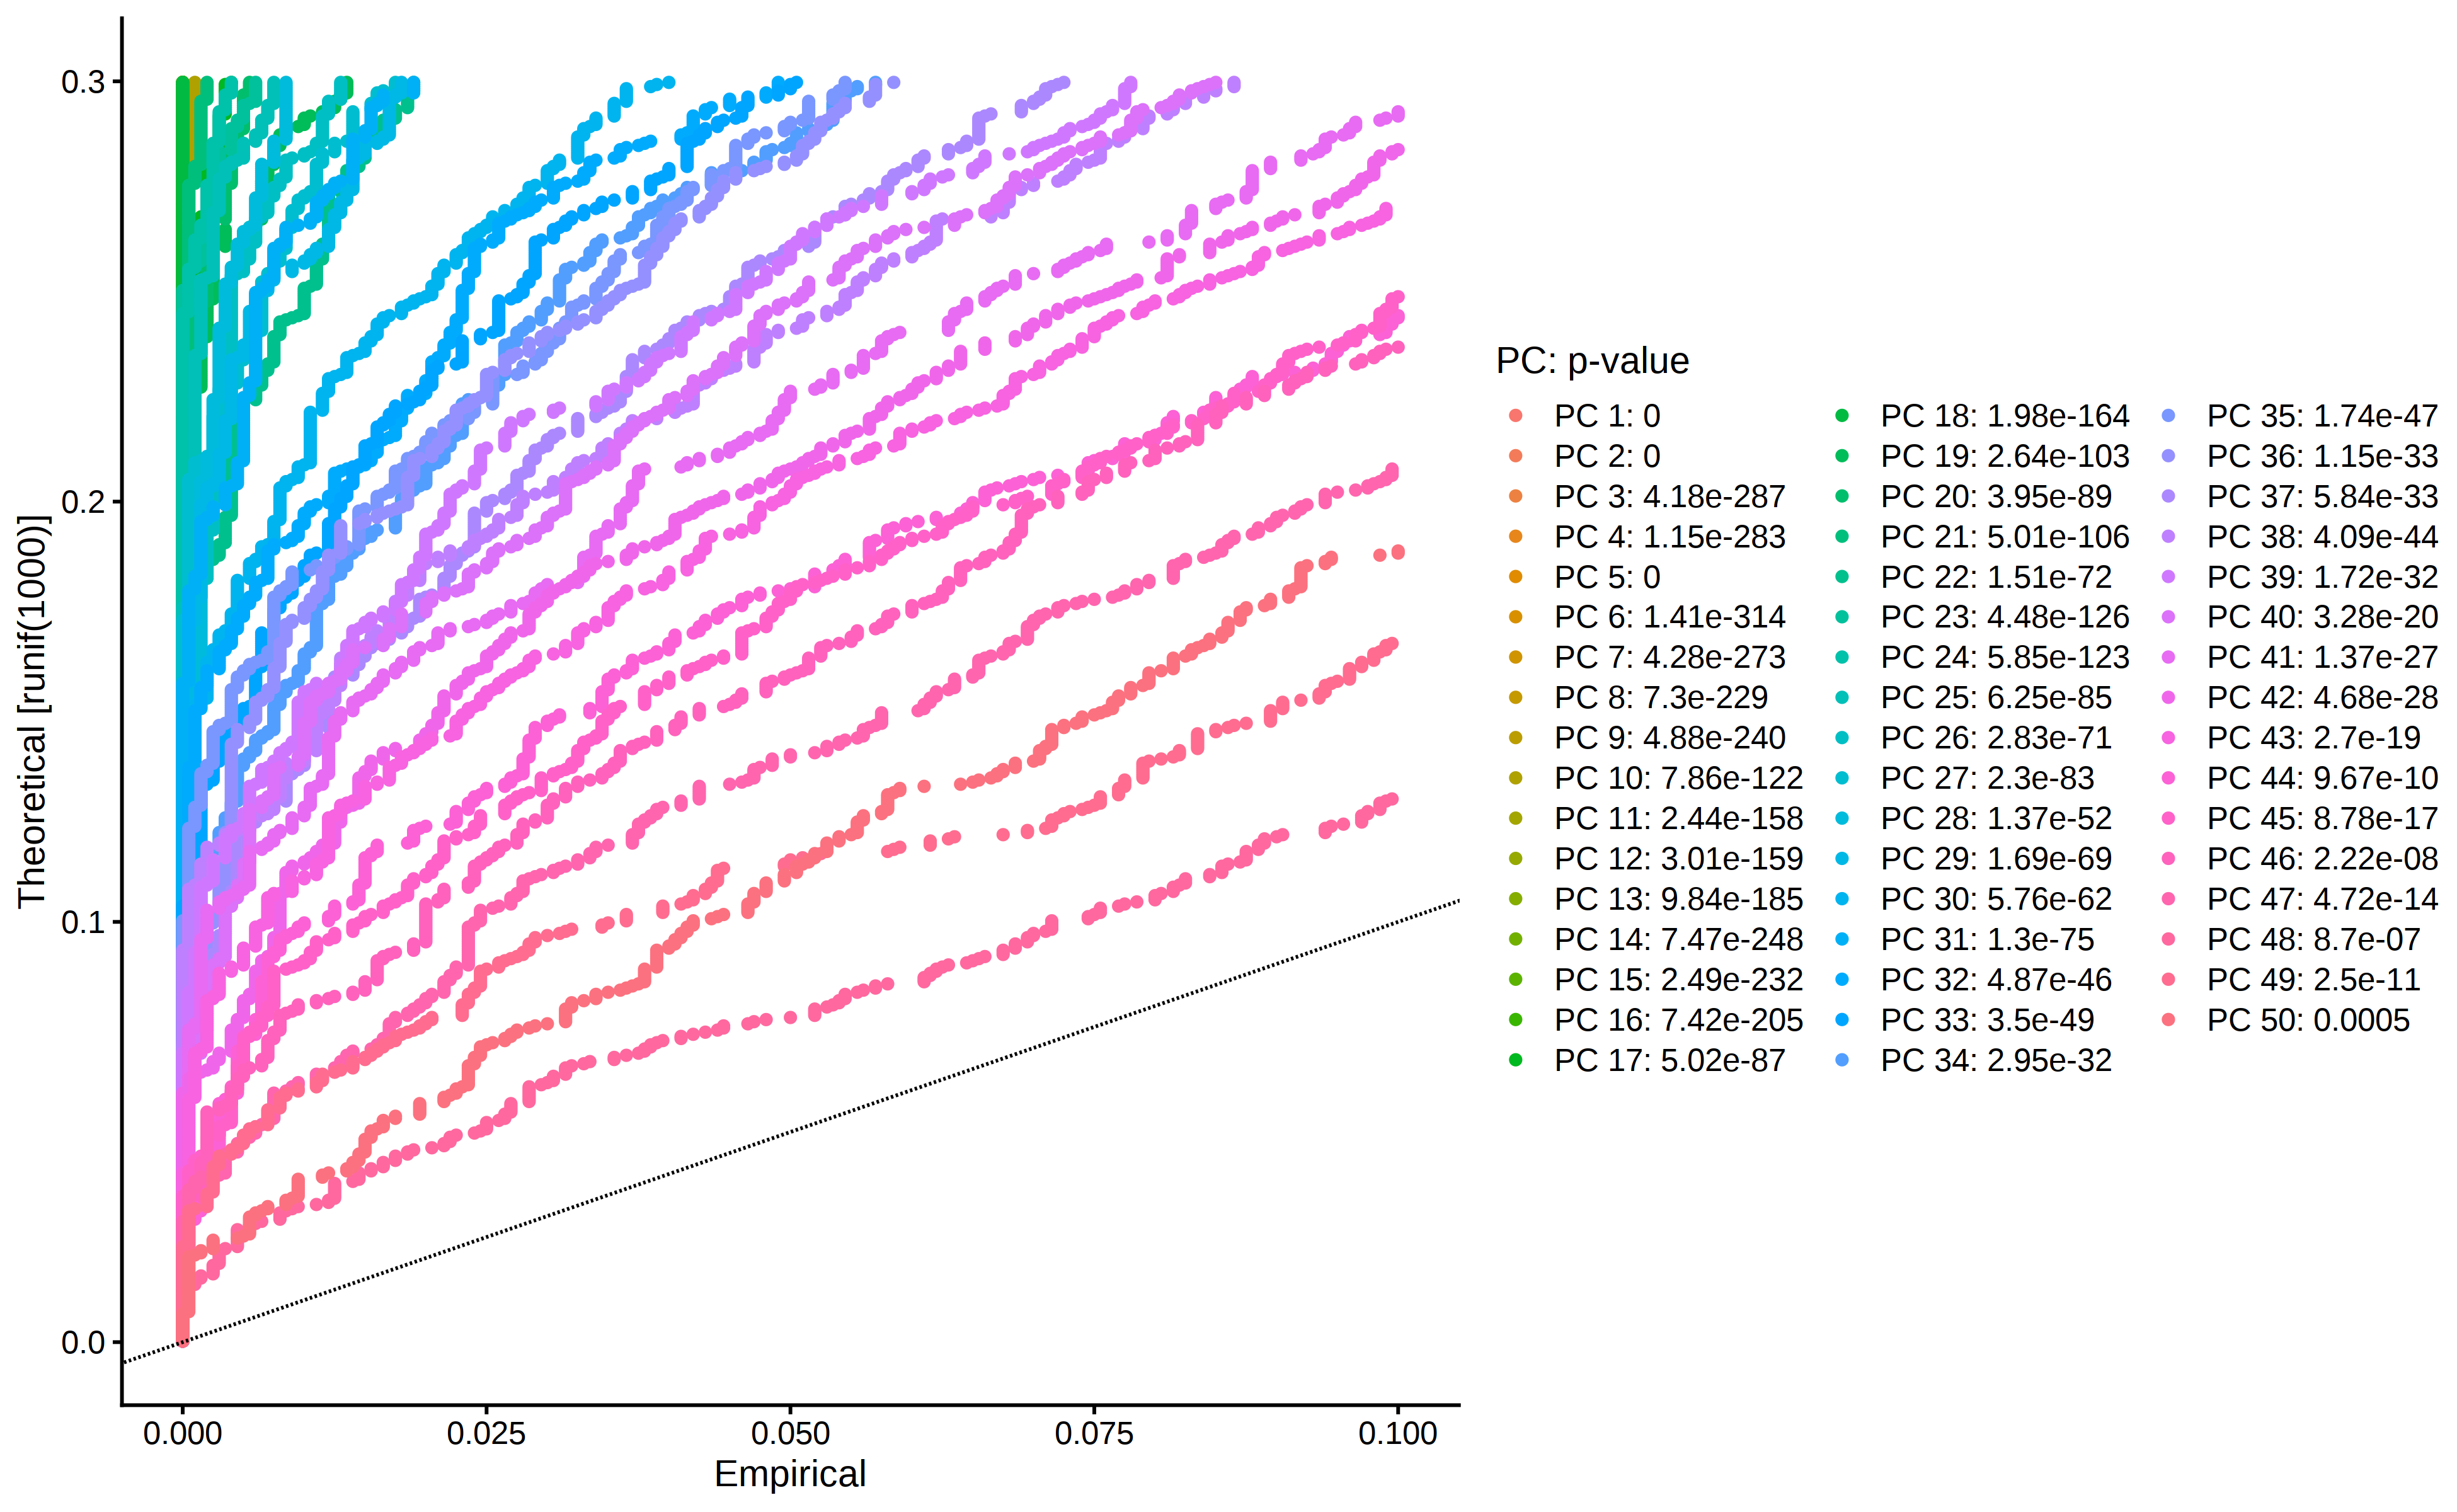 0.3
0.2
0.1
0.0
Theoretical [runif(1000)]
0.000
0.025
0.050
0.075
0.100
Empirical
PC: p-value
PC 1: 0
PC 2: 0
PC 3: 4.18e-287
PC 4: 1.15e-283
PC 5: 0
PC 6: 1.41e-314
PC 7: 4.28e-273
PC 8: 7.3e-229
PC 9: 4.88e-240
PC 10: 7.86e-122
PC 11: 2.44e-158
PC 12: 3.01e-159
PC 13: 9.84e-185
PC 14: 7.47e-248
PC 15: 2.49e-232
PC 16: 7.42e-205
PC 17: 5.02e-87
PC 18: 1.98e-164
PC 19: 2.64e-103
PC 20: 3.95e-89
PC 21: 5.01e-106
PC 22: 1.51e-72
PC 23: 4.48e-126
PC 24: 5.85e-123
PC 25: 6.25e-85
PC 26: 2.83e-71
PC 27: 2.3e-83
PC 28: 1.37e-52
PC 29: 1.69e-69
PC 30: 5.76e-62
PC 31: 1.3e-75
PC 32: 4.87e-46
PC 33: 3.5e-49
PC 34: 2.95e-32
PC 35: 1.74e-47
PC 36: 1.15e-33
PC 37: 5.84e-33
PC 38: 4.09e-44
PC 39: 1.72e-32
PC 40: 3.28e-20
PC 41: 1.37e-27
PC 42: 4.68e-28
PC 43: 2.7e-19
PC 44: 9.67e-10
PC 45: 8.78e-17
PC 46: 2.22e-08
PC 47: 4.72e-14
PC 48: 8.7e-07
PC 49: 2.5e-11
PC 50: 0.0005